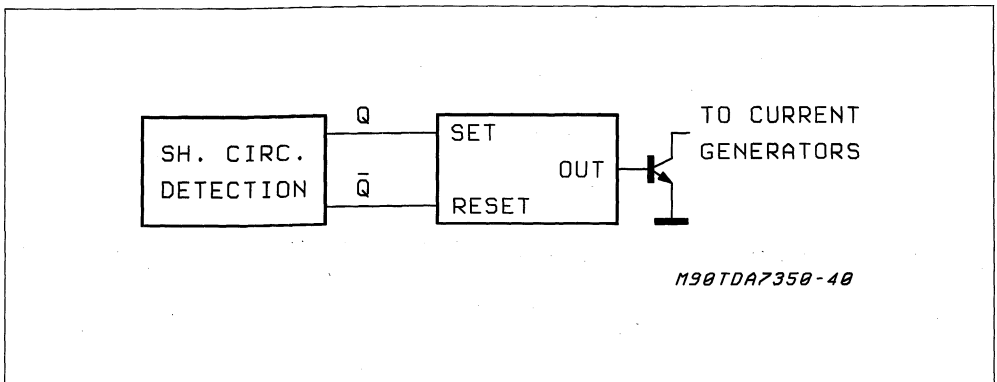 SH. CIRC.
DETECTION
Q
Q̅
SET
RESET
OUT
TO CURRENT
GENERATORS
M90TDA7350-40